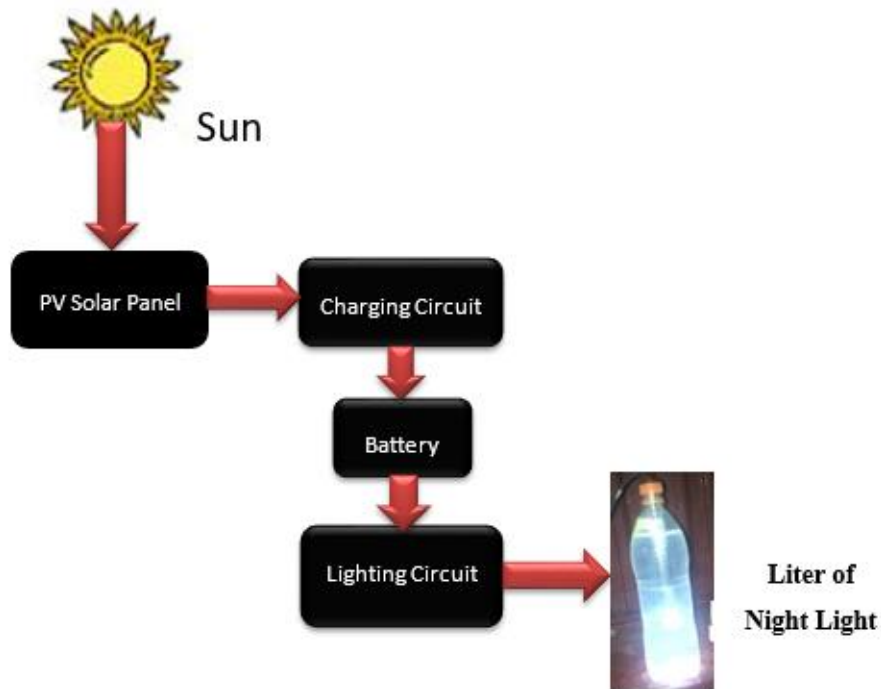 Sun
PV Solar Panel
Charging Circuit
Battery
Lighting Circuit
Liter of
Night Light